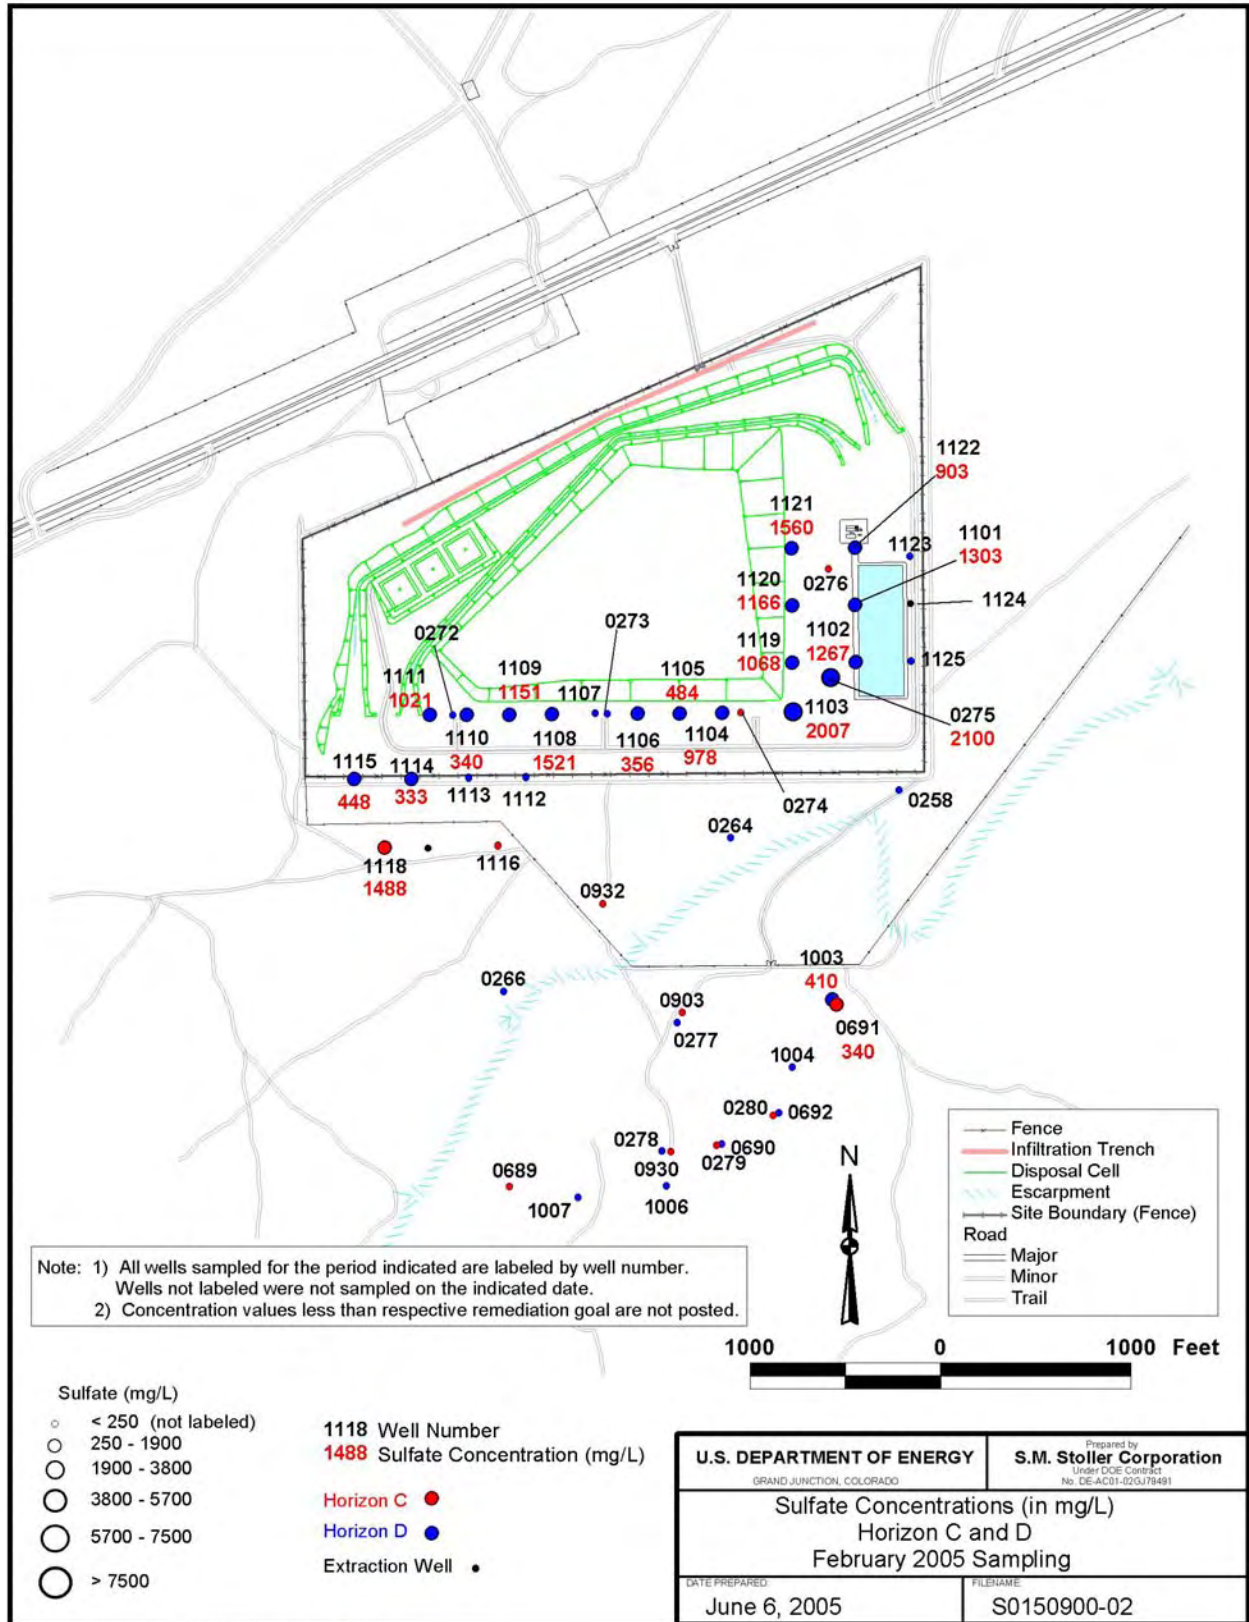 1122
903
1121
1560
1101
1303
1123
0276
1120
1166
1124
0273
0272
1119
1068
1102
1267
1125
1109
1151
1105
484
1111
1021
1107
1103
2007
0275
2100
1110
340
1108
1521
1106
356
1104
978
0274
1115
448
1114
333
1113
1112
0258
0264
1118
1488
1116
0932
1003
410
0266
0903
0277
0691
340
1004
0280
0692
0278
0930
0279
0690
0689
1007
1006
N
Fence
Infiltration Trench
Disposal Cell
Escarpment
Site Boundary (Fence)
Road
Major
Minor
Trail
Note: 1) All wells sampled for the period indicated are labeled by well number.
Wells not labeled were not sampled on the indicated date.
2) Concentration values less than respective remediation goal are not posted.
1000 0 1000 Feet
Sulfate (mg/L)
< 250 (not labeled)
250 - 1900
1900 - 3800
3800 - 5700
5700 - 7500
> 7500
1118 Well Number
1488 Sulfate Concentration (mg/L)
Horizon C
Horizon D
Extraction Well
U.S. DEPARTMENT OF ENERGY
GRAND JUNCTION, COLORADO
Prepared by
S.M. Stoller Corporation
Under DOE Contract
No. DE-AC01-02GJ79491
Sulfate Concentrations (in mg/L)
Horizon C and D
February 2005 Sampling
DATE PREPARED:
June 6, 2005
FILENAME:
S0150900-02